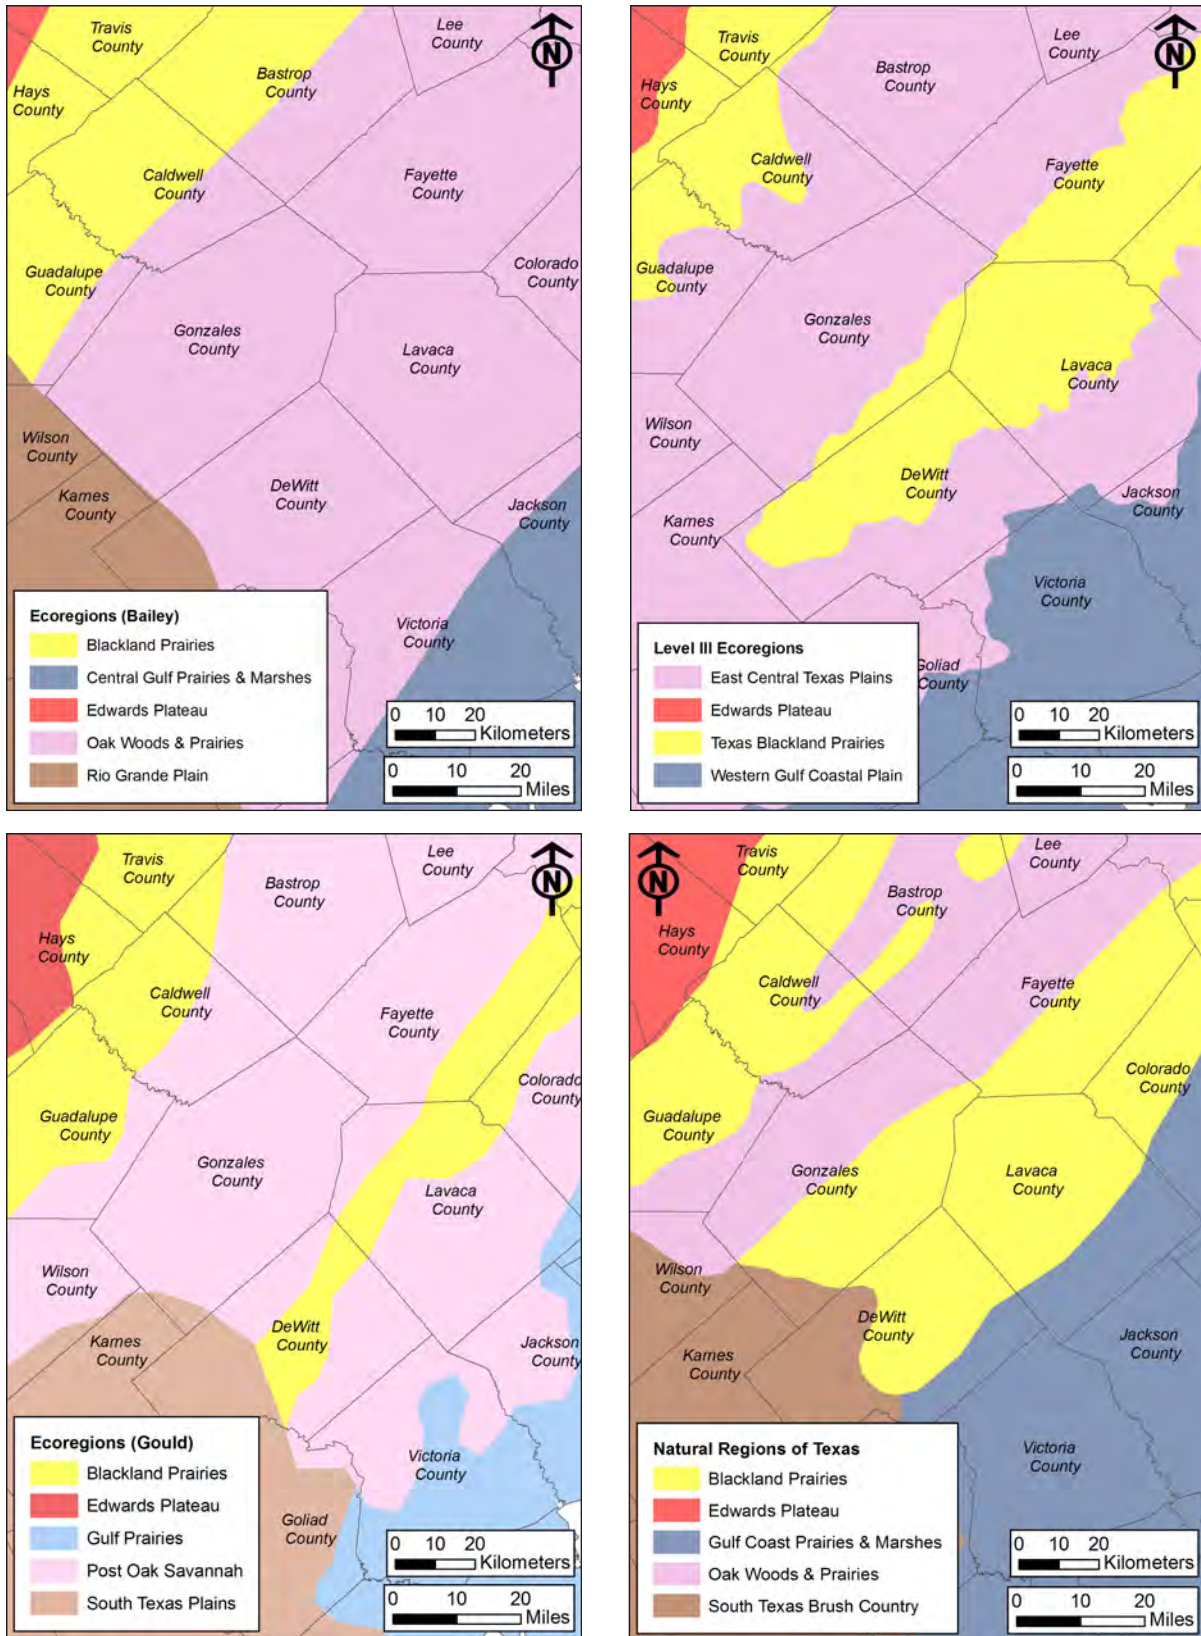 Travis
County
Lee
County
N
Bastrop
County
Hays
County
Caldwell
County
Fayette
County
Guadalupe
County
Colorado
County
Gonzales
County
Lavaca
County
Wilson
County
Karnes
County
DeWitt
County
Jackson
County
Victoria
County
Ecoregions (Bailey)
Blackland Prairies
Central Gulf Prairies & Marshes
Edwards Plateau
Oak Woods & Prairies
Rio Grande Plain
0 10 20
Kilometers
0 10 20
Miles
Travis
County
Lee
County
N
Bastrop
County
Hays
County
Caldwell
County
Fayette
County
Guadalupe
County
Gonzales
County
Lavaca
County
Wilson
County
DeWitt
County
Jackson
County
Karnes
County
Victoria
County
Goliad
County
Level III Ecoregions
East Central Texas Plains
Edwards Plateau
Texas Blackland Prairies
Western Gulf Coastal Plain
0 10 20
Kilometers
0 10 20
Miles
Travis
County
Lee
County
N
Bastrop
County
Hays
County
Caldwell
County
Fayette
County
Colorado
County
Guadalupe
County
Gonzales
County
Lavaca
County
Wilson
County
DeWitt
County
Karnes
County
Jackson
County
Victoria
County
Goliad
County
Ecoregions (Gould)
Blackland Prairies
Edwards Plateau
Gulf Prairies
Post Oak Savannah
South Texas Plains
0 10 20
Kilometers
0 10 20
Miles
N
Travis
County
Lee
County
Bastrop
County
Hays
County
Caldwell
County
Fayette
County
Colorado
County
Guadalupe
County
Gonzales
County
Lavaca
County
Wilson
County
DeWitt
County
Karnes
County
Jackson
County
Victoria
County
Natural Regions of Texas
Blackland Prairies
Edwards Plateau
Gulf Coast Prairies & Marshes
Oak Woods & Prairies
South Texas Brush Country
0 10 20
Kilometers
0 10 20
Miles